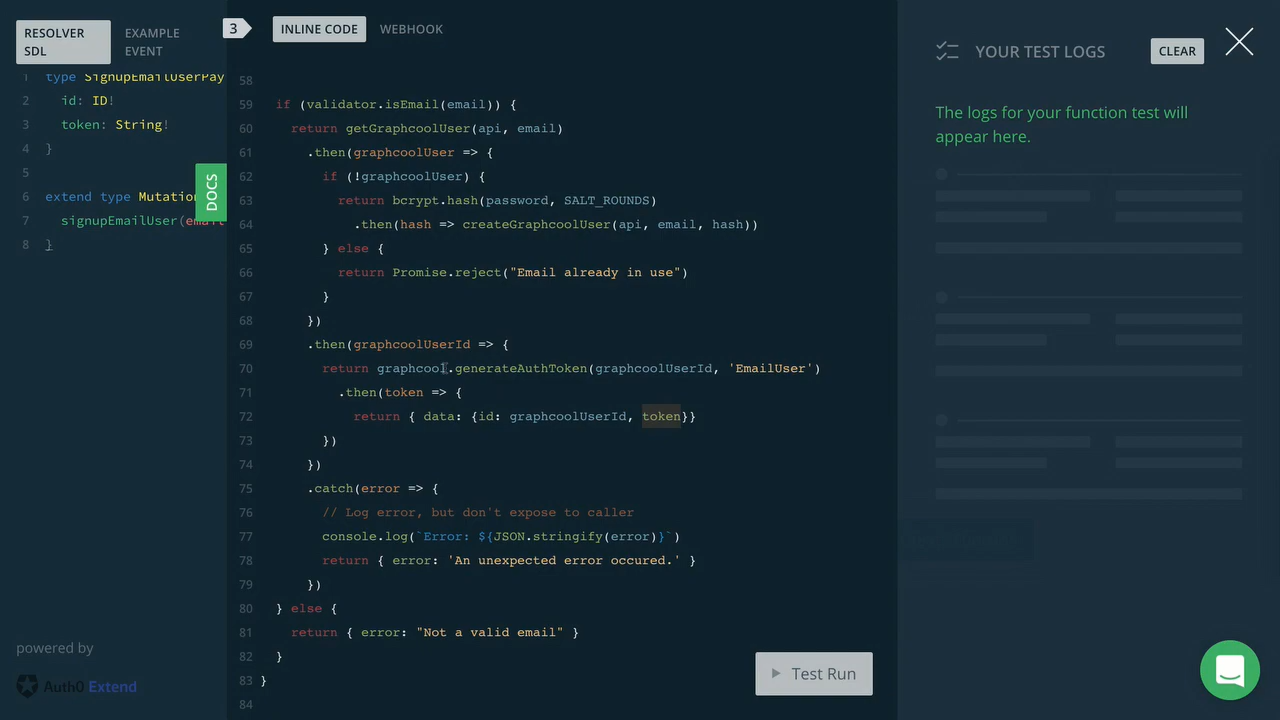 RESOLVER
SDL
EXAMPLE
EVENT
1 type SignupEmailUserPay
2 id: ID!
3 token: String!
4 }
5
6 extend type Mutation
7 signupEmailUser(email
8 }
DOCS
powered by
Auth0 Extend
3
INLINE CODE
WEBHOOK
58
59 if (validator.isEmail(email)) {
60 return getGraphcoolUser(api, email)
61 .then(graphcoolUser => {
62 if (!graphcoolUser) {
63 return bcrypt.hash(password, SALT_ROUNDS)
64 .then(hash => createGraphcoolUser(api, email, hash))
65 } else {
66 return Promise.reject("Email already in use")
67 }
68 })
69 .then(graphcoolUserId => {
70 return graphcool.generateAuthToken(graphcoolUserId, 'EmailUser')
71 .then(token => {
72 return { data: {id: graphcoolUserId, token}}
73 })
74 })
75 .catch(error => {
76 // Log error, but don't expose to caller
77 console.log(`Error: ${JSON.stringify(error)}`)
78 return { error: 'An unexpected error occured.' }
79 })
80 } else {
81 return { error: "Not a valid email" }
82 }
83 }
84
Test Run
YOUR TEST LOGS
CLEAR
The logs for your function test will
appear here.